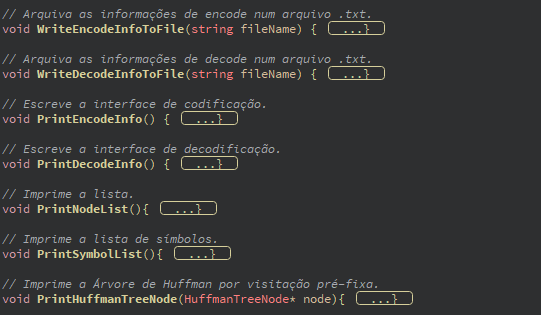 // Arquiva as informações de encode num arquivo .txt.
void WriteEncodeInfoToFile(string fileName) { ...}
// Arquiva as informações de decode num arquivo .txt.
void WriteDecodeInfoToFile(string fileName) { ...}
// Escreve a interface de codificação.
void PrintEncodeInfo() { ...}
// Escreve a interface de decodificação.
void PrintDecodeInfo() { ...}
// Imprime a lista.
void PrintNodeList(){ ...}
// Imprime a lista de símbolos.
void PrintSymbolList(){ ...}
// Imprime a Árvore de Huffman por visitação pré-fixa.
void PrintHuffmanTreeNode(HuffmanTreeNode* node){ ...}